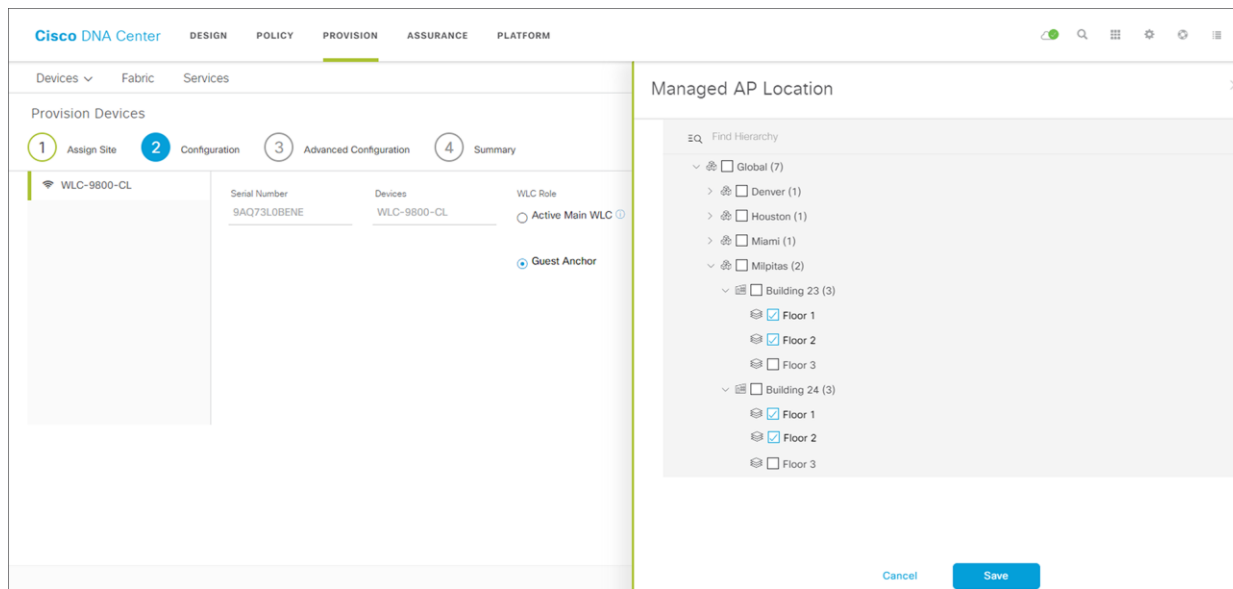 Cisco DNA Center DESIGN POLICY PROVISION ASSURANCE PLATFORM
Devices Fabric Services
Provision Devices
1 Assign Site 2 Configuration 3 Advanced Configuration 4 Summary
WLC-9800-CL
Serial Number Devices WLC Role
9AQ73L0BENE WLC-9800-CL Active Main WLC
Guest Anchor
Managed AP Location
Find Hierarchy
Global (7)
Denver (1)
Houston (1)
Miami (1)
Milpitas (2)
Building 23 (3)
Floor 1
Floor 2
Floor 3
Building 24 (3)
Floor 1
Floor 2
Floor 3
Cancel Save